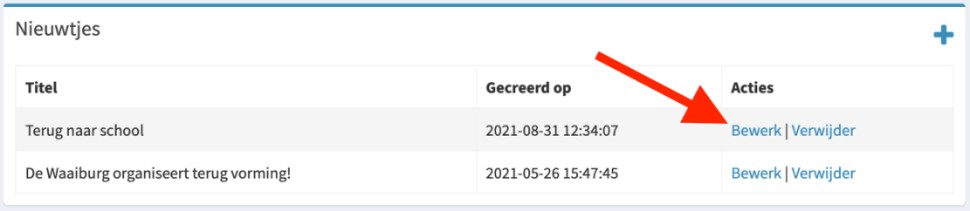 Nieuwtjes
Titel Gecreerd op Acties
Terug naar school 2021-08-31 12:34:07 Bewerk | Verwijder
De Waaiburg organiseert terug vorming! 2021-05-26 15:47:45 Bewerk | Verwijder